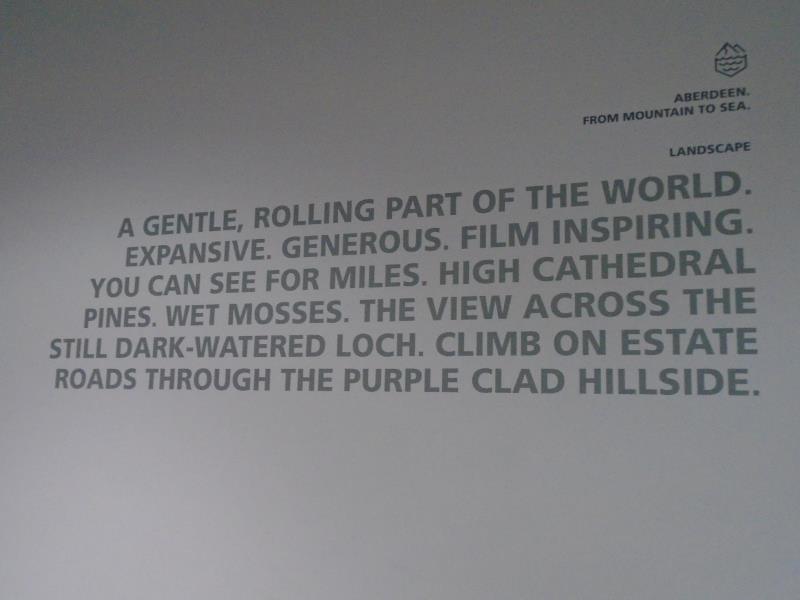 ABERDEEN.
FROM MOUNTAIN TO SEA.
LANDSCAPE
A GENTLE, ROLLING PART OF THE WORLD.
EXPANSIVE. GENEROUS. FILM INSPIRING.
YOU CAN SEE FOR MILES. HIGH CATHEDRAL
PINES. WET MOSSES. THE VIEW ACROSS THE
STILL DARK-WATERED LOCH. CLIMB ON ESTATE
ROADS THROUGH THE PURPLE CLAD HILLSIDE.